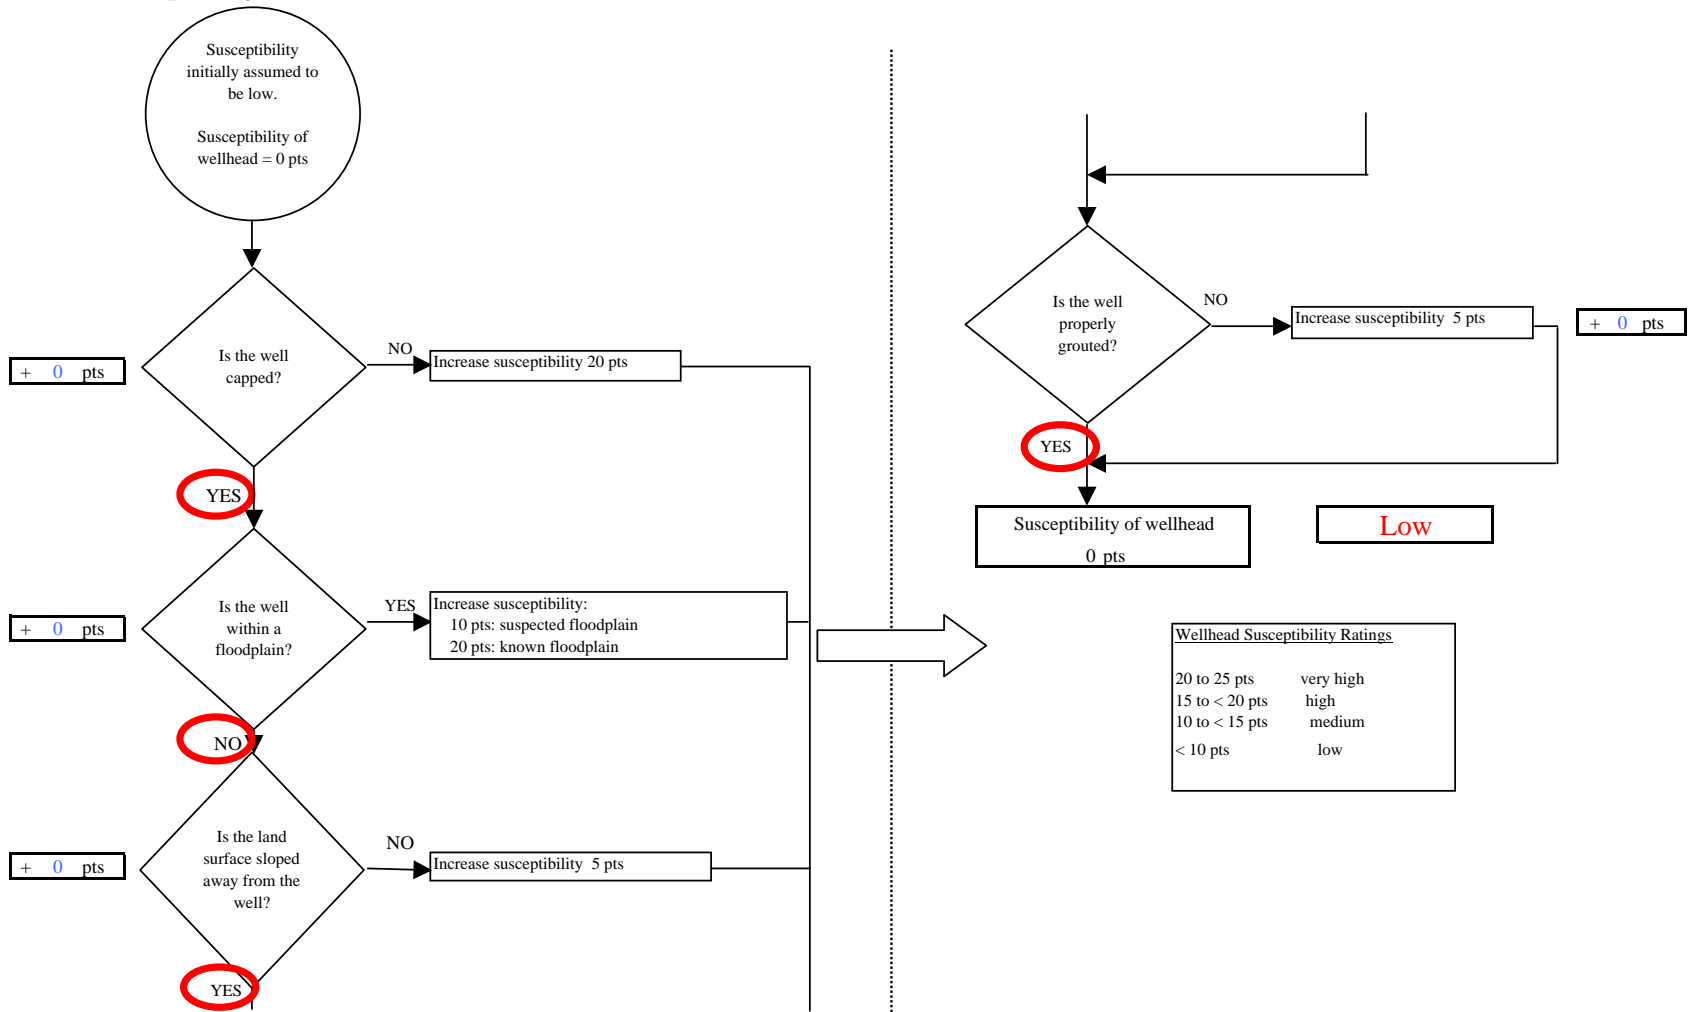 Susceptibility
initially assumed to
be low.
Susceptibility of
wellhead = 0 pts
+ 0 pts
Is the well
capped?
NO
Increase susceptibility 20 pts
YES
+ 0 pts
Is the well
within a
floodplain?
YES
Increase susceptibility:
10 pts: suspected floodplain
20 pts: known floodplain
NO
+ 0 pts
Is the land
surface sloped
away from the
well?
NO
Increase susceptibility 5 pts
YES
Is the well
properly
grouted?
NO
Increase susceptibility 5 pts
+ 0 pts
YES
Susceptibility of wellhead
0 pts
Low
Wellhead Susceptibility Ratings
20 to 25 pts very high
15 to < 20 pts high
10 to < 15 pts medium
< 10 pts low